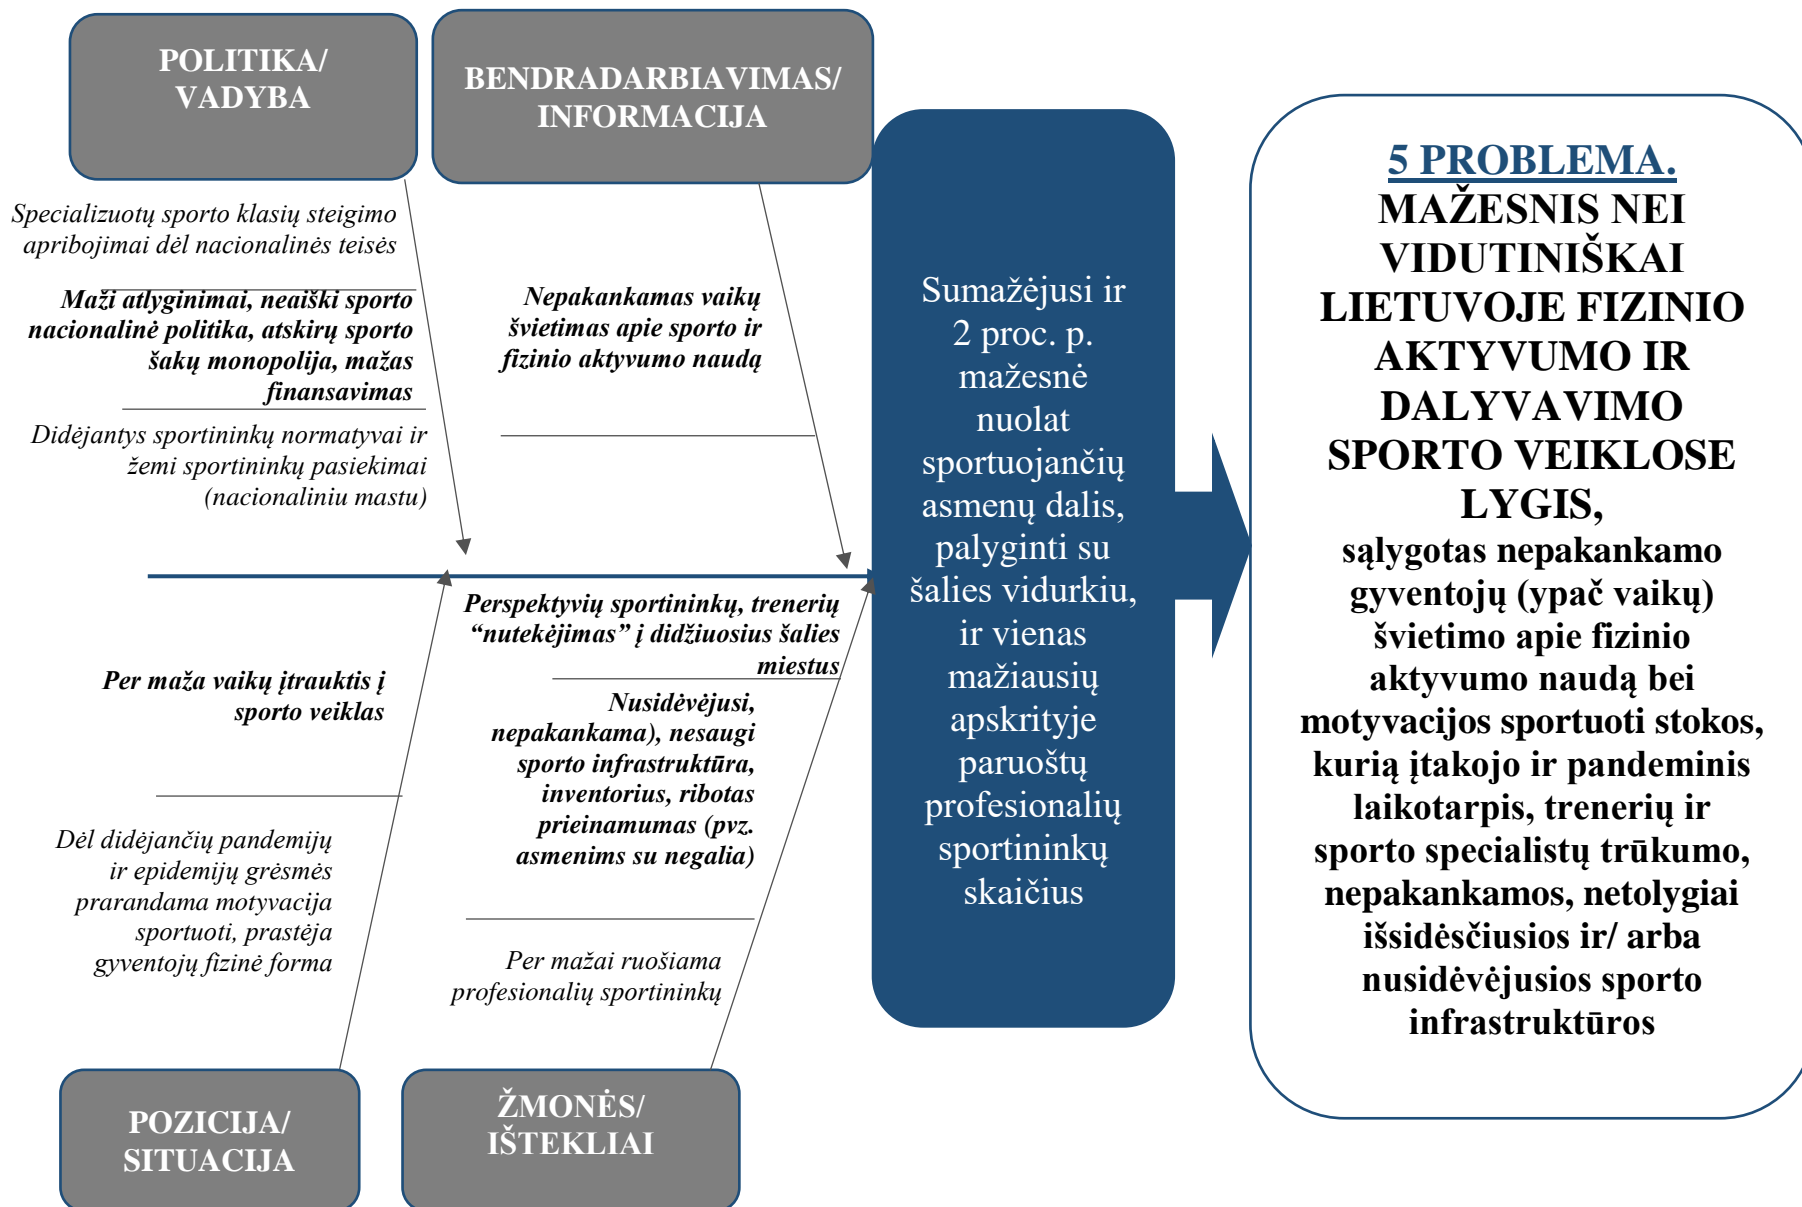 POLITIKA/
VADYBA
BENDRADARBIAVIMAS/
INFORMACIJA
Specializuotų sporto klasių steigimo
apribojimai dėl nacionalinės teisės
Maži atlyginimai, neaiški sporto
nacionalinė politika, atskirų sporto
šakų monopolija, mažas
finansavimas
Didėjantys sportininkų normatyvai ir
žemi sportininkų pasiekimai
(nacionaliniu mastu)
Nepakankamas vaikų
švietimas apie sporto ir
fizinio aktyvumo naudą
Per maža vaikų įtrauktis į
sporto veiklas
Dėl didėjančių pandemijų
ir epidemijų grėsmės
prarandama motyvacija
sportuoti, prastėja
gyventojų fizinė forma
Perspektyvių sportininkų, trenerių
“nutekėjimas” į didžiuosius šalies
miestus
Nusidėvėjusi,
nepakankama), nesaugi
sporto infrastruktūra,
inventorius, ribotas
prieinamumas (pvz.
asmenims su negalia)
Per mažai ruošiama
profesionalių sportininkų
POZICIJA/
SITUACIJA
ŽMONĖS/
IŠTEKLIAI
Sumažėjusi ir
2 proc. p.
mažesnė
nuolat
sportuojančių
asmenų dalis,
palyginti su
šalies vidurkiu,
ir vienas
mažiausių
apskrityje
paruoštų
profesionalių
sportininkų
skaičius
5 PROBLEMA.
MAŽESNIS NEI
VIDUTINIŠKAI
LIETUVOJE FIZINIO
AKTYVUMO IR
DALYVAVIMO
SPORTO VEIKLOSE
LYGIS,
sąlygotas nepakankamo
gyventojų (ypač vaikų)
švietimo apie fizinio
aktyvumo naudą bei
motyvacijos sportuoti stokos,
kurią įtakojo ir pandeminis
laikotarpis, trenerių ir
sporto specialistų trūkumo,
nepakankamos, netolygiai
išsidėsčiusios ir/ arba
nusidėvėjusios sporto
infrastruktūros